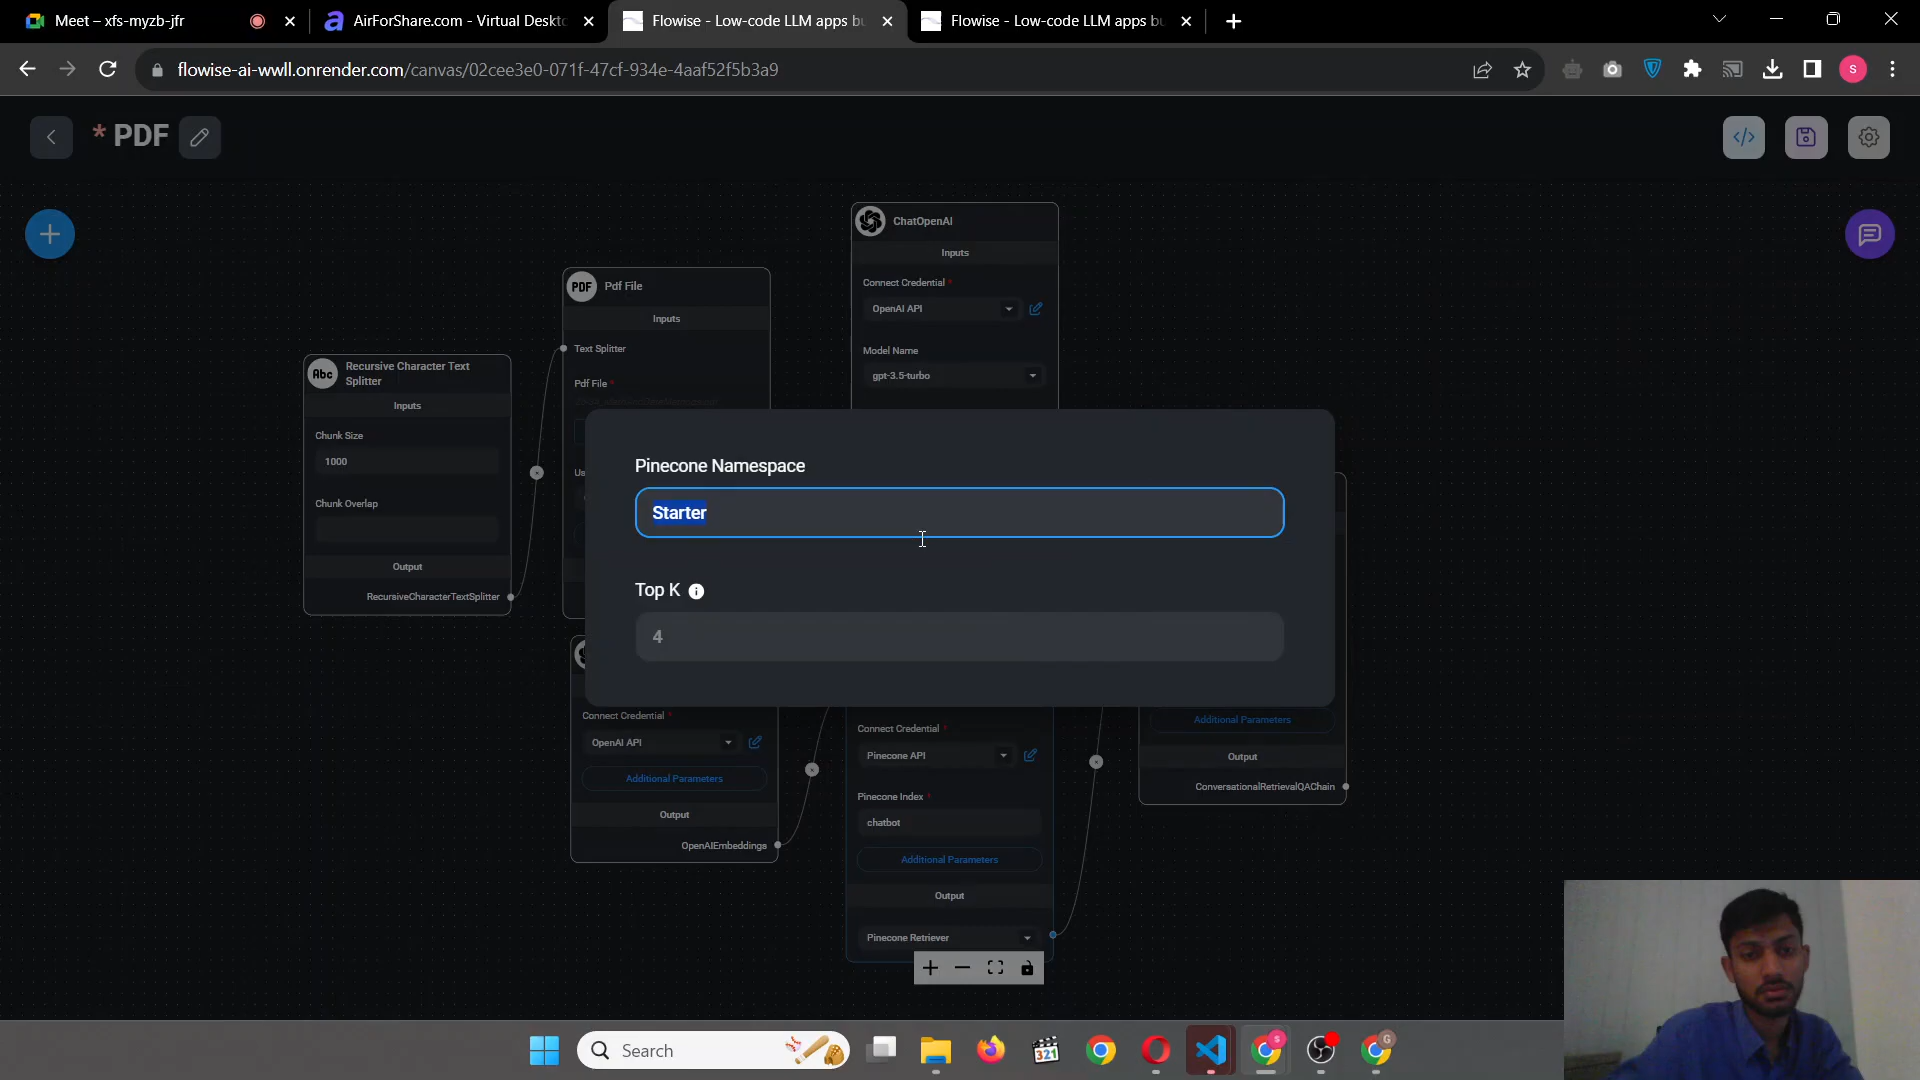 Meet – xfs-myzb-jfr
AirForShare.com - Virtual Deskto
Flowise - Low-code LLM apps bu
Flowise - Low-code LLM apps bu
flowise-ai-wwll.onrender.com/canvas/02cee3e0-071f-47cf-934e-4aaf52f5b3a9
S
* PDF
ChatOpenAI
Inputs
Connect Credential *
OpenAI API
Model Name
gpt-3.5-turbo
PDF
Pdf File
Inputs
Text Splitter
Pdf File *
Us
Abc
Recursive Character Text
Splitter
Inputs
Chunk Size
1000
Chunk Overlap
Output
RecursiveCharacterTextSplitter
Pinecone Namespace
Starter
Top K
4
Connect Credential *
OpenAI API
Additional Parameters
Output
OpenAIEmbeddings
Connect Credential *
Pinecone API
Pinecone Index *
chatbot
Additional Parameters
Output
Pinecone Retriever
Additional Parameters
Output
ConversationalRetrievalQAChain
Search
321
S
G